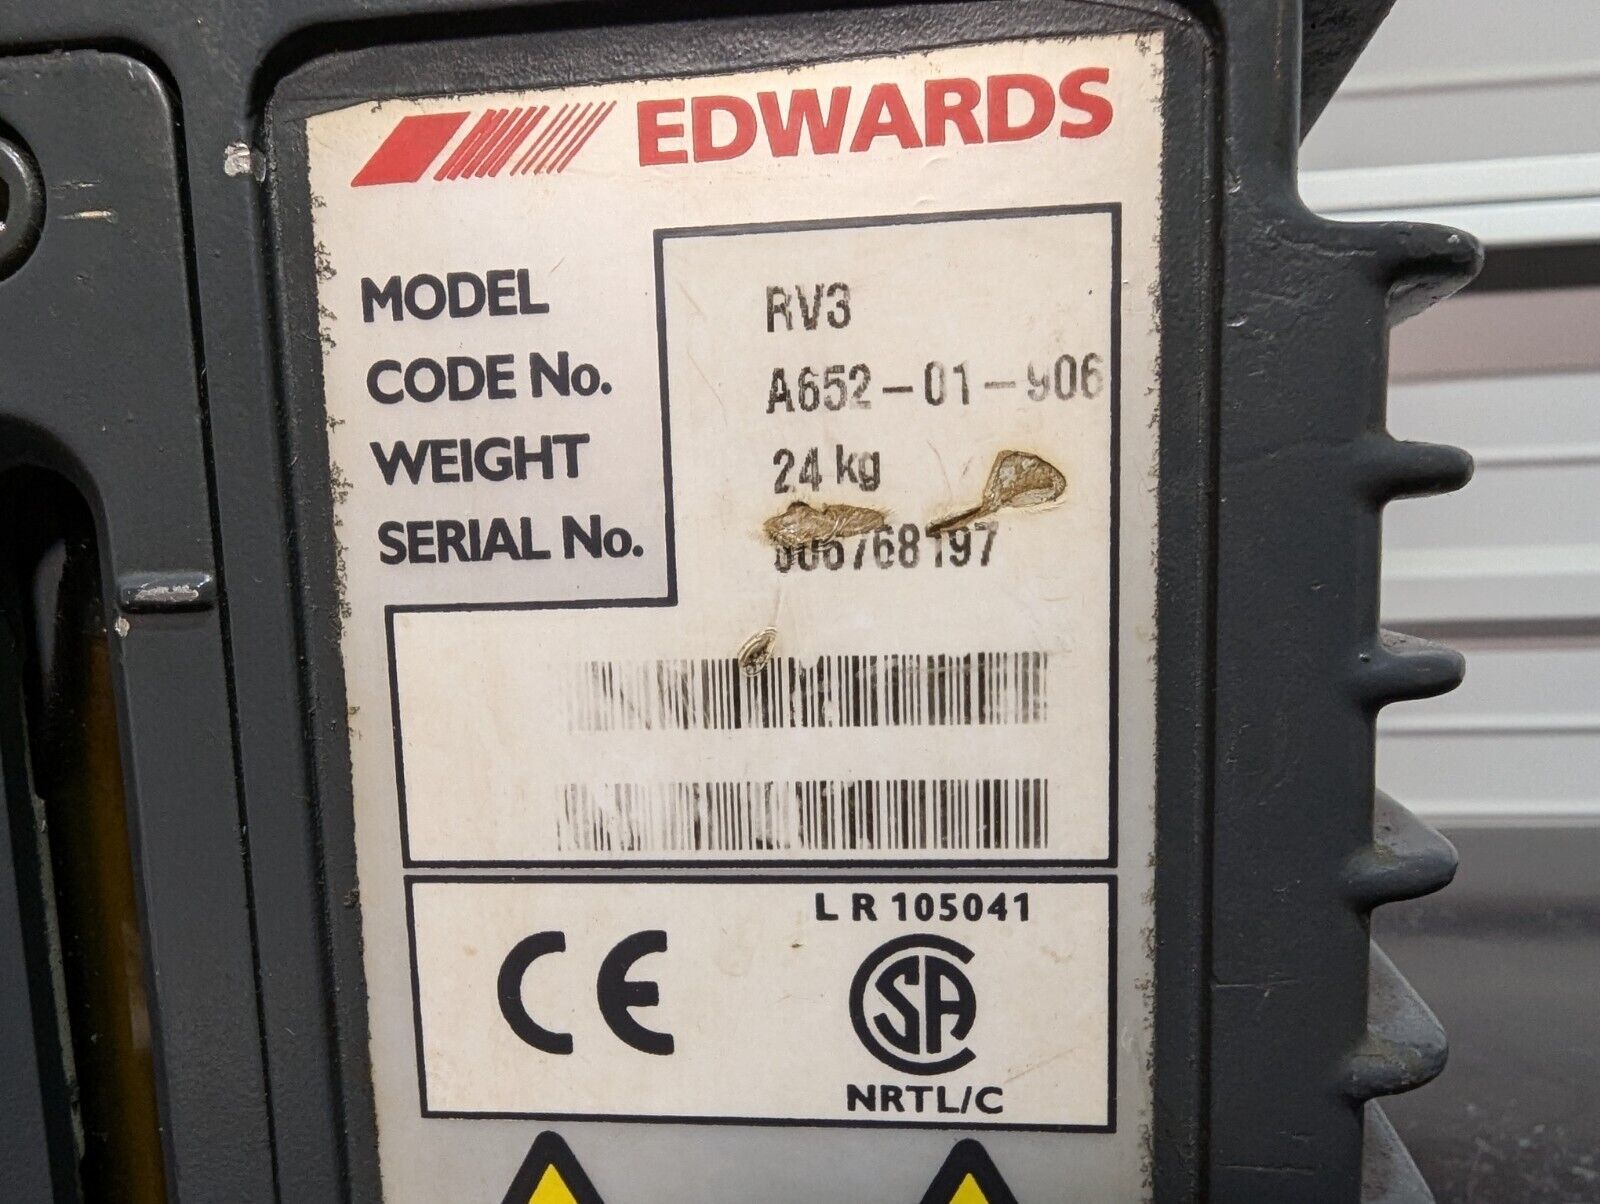 EDWARDS
MODEL RV3
CODE No. A652-01-906
WEIGHT 24 kg
SERIAL No.
LR 105041
CE SA
NRTL/C